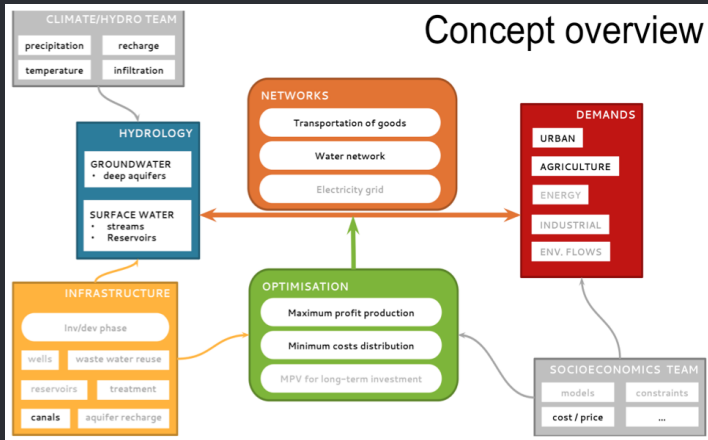 Concept overview
CLIMATE/HYDRO TEAM
precipitation
recharge
temperature
infiltration
HYDROLOGY
GROUNDWATER
• deep aquifers
SURFACE WATER
• streams
• Reservoirs
NETWORKS
Transportation of goods
Water network
Electricity grid
DEMANDS
URBAN
AGRICULTURE
ENERGY
INDUSTRIAL
ENV. FLOWS
INFRASTRUCTURE
Inv/dev phase
wells
waste water reuse
reservoirs
treatment
canals
aquifer recharge
OPTIMISATION
Maximum profit production
Minimum costs distribution
MPV for long-term investment
SOCIOECONOMICS TEAM
models
constraints
cost / price
...